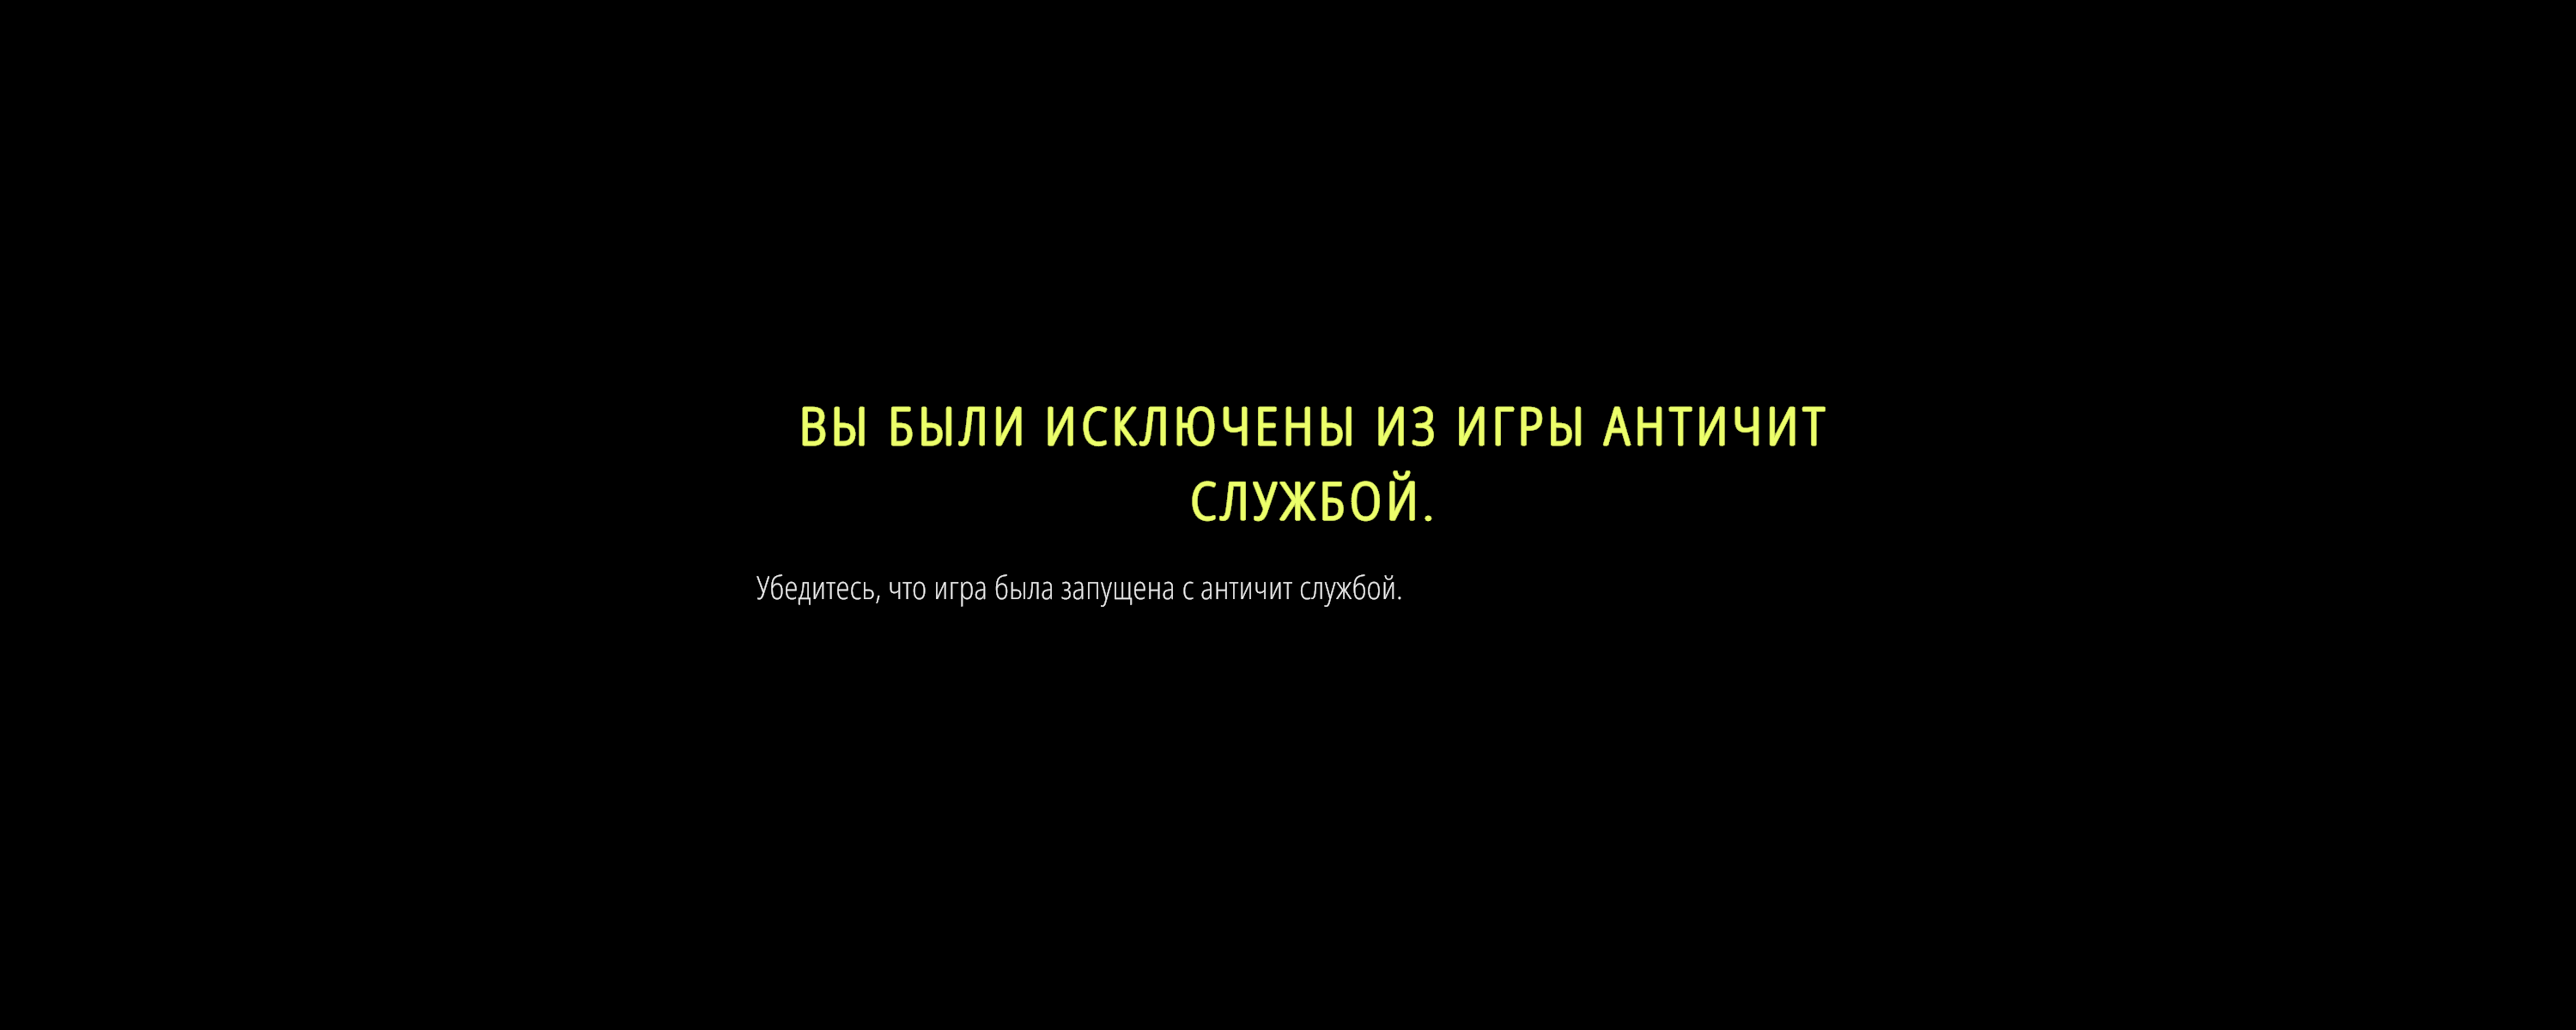 ВЫ БЫЛИ ИСКЛЮЧЕНЫ ИЗ ИГРЫ АНТИЧИТ
СЛУЖБОЙ.
Убедитесь, что игра была запущена с античит службой.